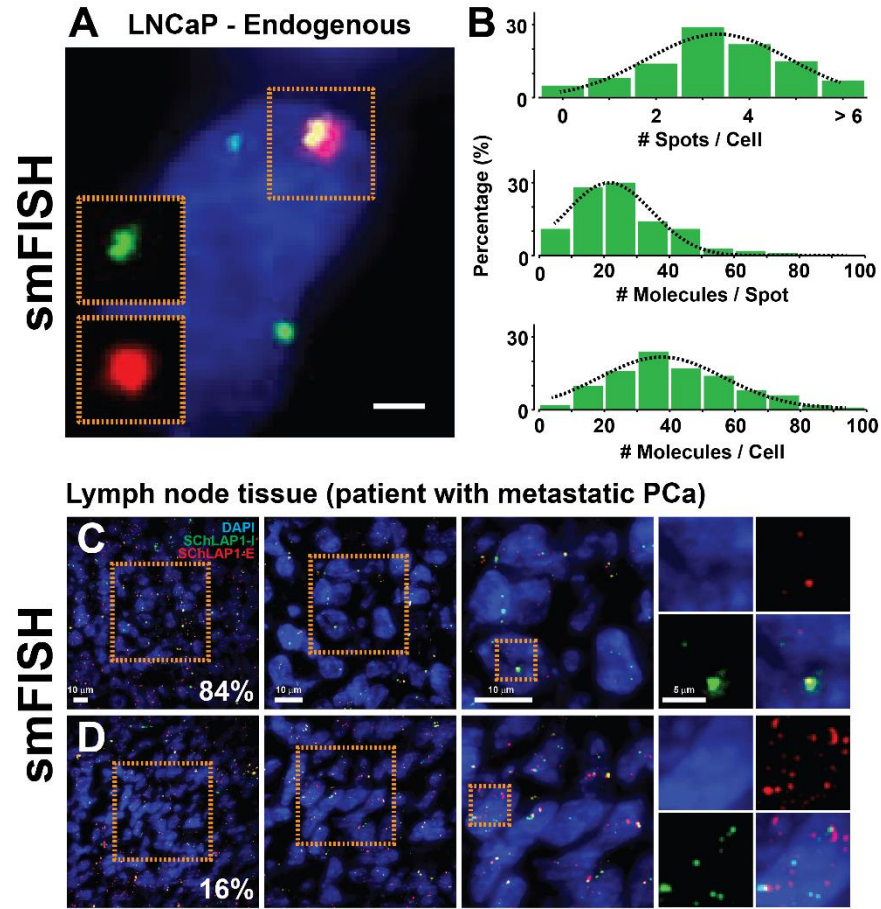 A LNCaP - Endogenous
smFISH
B
30
0
0 2 4 > 6
# Spots / Cell
Percentage (%)
30
0
0 20 40 60 80 100
# Molecules / Spot
30
0
0 20 40 60 80 100
# Molecules / Cell
Lymph node tissue (patient with metastatic PCa)
smFISH
C
DAPI
SChLAP1-I
SChLAP1-E
10 µm
84%
10 µm
10 µm
5 µm
D
16%